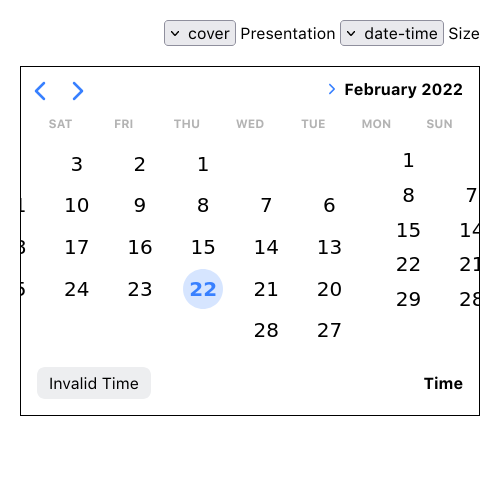 cover Presentation date-time Size
February 2022
SAT FRI THU WED TUE MON SUN
3 2 1 1
10 9 8 7 6 8 7
17 16 15 14 13 15 14
24 23 22 21 20 22 21
29 28
28 27
Invalid Time Time